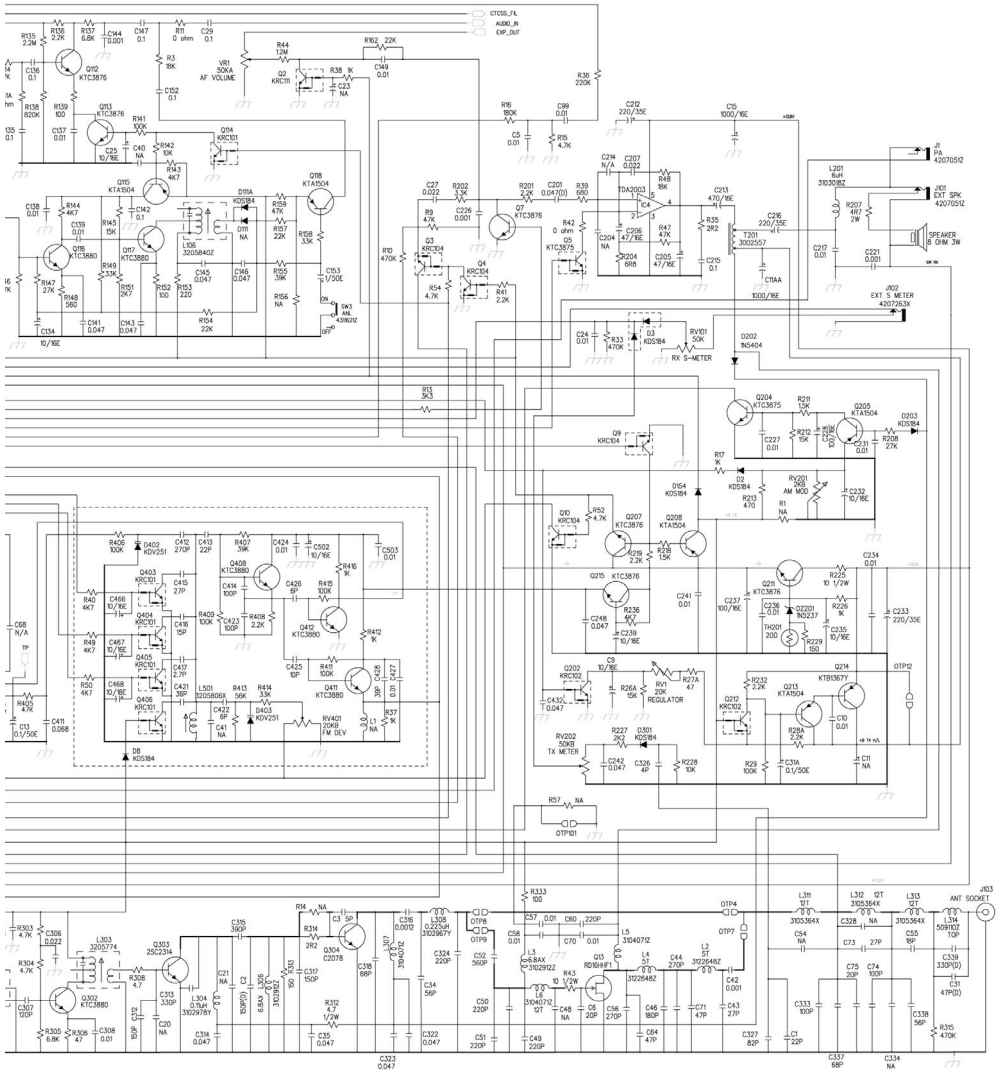 CTCSS_FIL
AUDIO_IN
EXP_OUT
R135 2.2M
R136 2.2K
R137 6.8K
C144 0.001
C147 0.1
R11 0 ohm
C29 0.1
R44 1.2M
R162 22K
VR1 50KA AF VOLUME
Q2 KRC111
R38 1K
C23 NA
C149 0.01
R36 220K
R3 18K
C136 0.1
Q112 KTC3876
C152 0.1
R138 820K
R139 100
C137 0.01
Q113 KTC3876
R141 100K
C25 10/16E
C40 NA
R142 10K
R143 4K7
Q114 KRC101
R16 180K
C5 0.01
C99 0.01
R15 4.7K
C212 220/35E
C15 1000/16E
+13.8V
J1 PA 4207051Z
L201 6uH 3103018Z
J101 EXT SPK 4207051Z
R207 4R7 2W
SPEAKER 8 OHM 3W
C217 0.01
C221 0.001
J102 EXT S METER 4207263X
Q115 KTA1504
D111A KDS184
D111 NA
Q118 KTA1504
R159 47K
R157 22K
R158 33K
C138 0.01
R144 4K7
C139 0.01
R145 15K
C142 0.1
Q116 KTC3880
Q117 KTC3880
L106 3205840Z
R147 27K
R148 560
R149 33K
R151 2K7
R152 100
R153 220
C145 0.047
C146 0.047
R155 39K
R156 NA
C153 1/50E
ON
OFF
SW3 ANL 4311621Z
C134 10/16E
C141 0.047
C143 0.047
R154 22K
C27 0.022
R202 3.3K
R9 47K
C226 0.001
Q7 KTC3876
R201 2.2K
C201 0.047(D)
R39 680
C214 N/A
C207 0.022
R48 18K
TDA2003
IC4
C213 470/16E
R35 2R2
C216 220/35E
T201 3002557
R10 470K
Q3 KRC104
Q4 KRC104
R54 4.7K
R41 2.2K
R42 0 ohm
Q5 KTC3875
C204 NA
C206 47/16E
R204 6R8
R47 47K
C205 47/16E
C215 0.1
C11AA 1000/16E
C24 0.01
R33 470K
D3 KDS184
RV101 50K
RX S-METER
D202 1N5404
R13 3K3
Q9 KRC104
Q204 KTC3875
R211 1.5K
Q205 KTA1504
D203 KDS184
C227 0.01
R212 15K
C228 100/16E
C231 0.01
R208 27K
R17 1K
D2 KDS184
D154 KDS184
R213 470
RV201 2KB AM MOD
R1 NA
C232 10/16E
R406 100K
D402 KDV251
C412 270P
C413 22P
R407 39K
C424 0.01
C502 10/16E
R416 1K
C503 0.01
Q403 KRC101
C415 27P
R40 4K7
C466 10/16E
Q408 KTC3880
C414 100P
C426 6P
R415 100K
Q404 KRC101
C416 15P
R409 100K
C423 100P
R408 2.2K
Q412 KTC3880
R412 1K
R49 4K7
C467 10/16E
Q405 KRC101
C417 2.7P
C425 10P
R411 100K
Q411 KTC3880
C428 39P
C427 0.01
R50 4K7
C468 10/16E
C421 36P
Q406 KRC101
L501 3205806X
R413 56K
R414 33K
C422 6P
C41 NA
D403 KDV251
RV401 20KB FM DEV
L1 NA
R37 1K
C68 N/A
TP
R405 47K
C13 0.1/50E
C411 0.068
D8 KDS184
Q10 KRC104
R52 4.7K
Q207 KTC3876
Q208 KTA1504
R219 2.2K
R218 1.5K
Q215 KTC3876
R236 4K7
C248 0.047
C239 10/16E
C241 0.01
C237 100/16E
Q211 KTC3876
C236 0.01
DZ201 1N5237
TH201 200
R229 150
R226 1K
C235 10/16E
R225 10 1/2W
C234 0.01
C233 220/35E
Q202 KRC102
C432 0.047
C9 10/16E
R26A 15K
RV1 20K REGULATOR
R27A 47
Q212 KRC102
R232 2.2K
Q213 KTA1504
Q214 KTB1367Y
OTP12
C10 0.01
R28A 2.2K
R29 100K
C31A 0.1/50E
C11 NA
RV202 50KB TX METER
R227 2K2
D301 KDS184
C242 0.047
C326 4P
R228 10K
R57 NA
OTP101
R303 4.7K
C306 0.022
R304 4.7K
L303 3205774
Q303 25C2314
R308 4.7
C315 390P
R14 NA
R314 2R2
C3 5P
Q304 C2078
C316 0.0012
L308 0.225uH 3102967Y
L307 3104071Z
Q302 KTC3880
C307 120P
R305 6.8K
R306 47
C308 0.01
C312 150P
C313 330P
C20 NA
L304 0.1uH 3103378Y
C21 NA
C2 150P(D)
L306 6.8AX 3102912Z
R313 150
C317 150P
C318 68P
R312 4.7 1/2W
C314 0.047
C35 0.047
C34 56P
C322 0.047
C323 0.047
C324 220P
R333 100
OTP8
OTP9
C57 0.01
C58 0.01
C60 220P
C70 0.01
C52 560P
L3 6.8AX 3102912Z
L5 3104071Z
C50 220P
L6 3104071Z 12T
C51 220P
C49 220P
C48 NA
R43 10 1/2W
C6 20P
Q13 RD16HHF1
L4 5T 3122648Z
C56 270P
C46 180P
C64 47P
C44 270P
L2 5T 3122648Z
C47 47P
C42 0.001
C43 27P
OTP4
OTP7
C327 82P
C54 NA
C1 22P
L311 12T 3105364X
L312 12T 3105364X
L313 12T 3105364X
L314 509110Z TOP
J103
ANT SOCKET
C328 NA
C73 27P
C55 18P
C333 100P
C75 20P
C74 100P
C338 56P
C339 330P(D)
C31 47P(D)
R315 470K
C337 68P
C334 NA